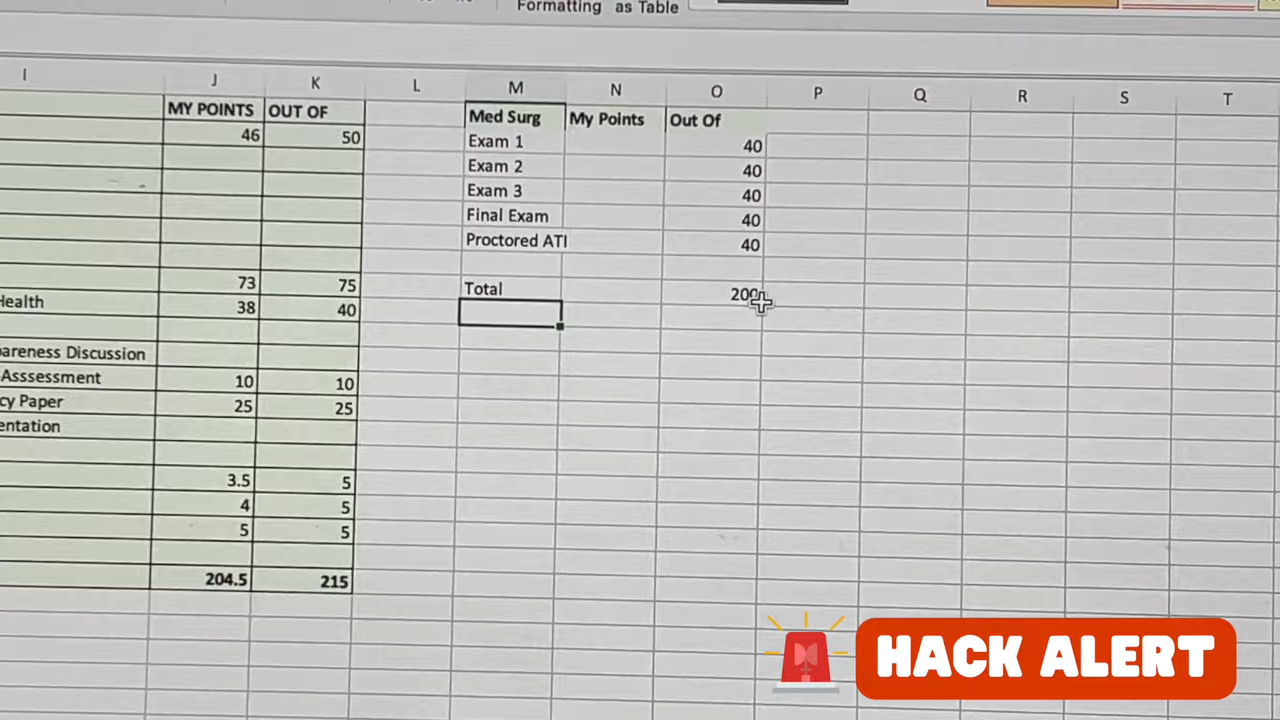 Formatting as Table
I J K L M N O P Q R S T
MY POINTS OUT OF
46 50
73 75
Health 38 40
areness Discussion
Asssessment 10 10
cy Paper 25 25
entation
3.5 5
4 5
5 5
204.5 215
Med Surg My Points Out Of
Exam 1 40
Exam 2 40
Exam 3 40
Final Exam 40
Proctored ATI 40
Total 200
HACK ALERT